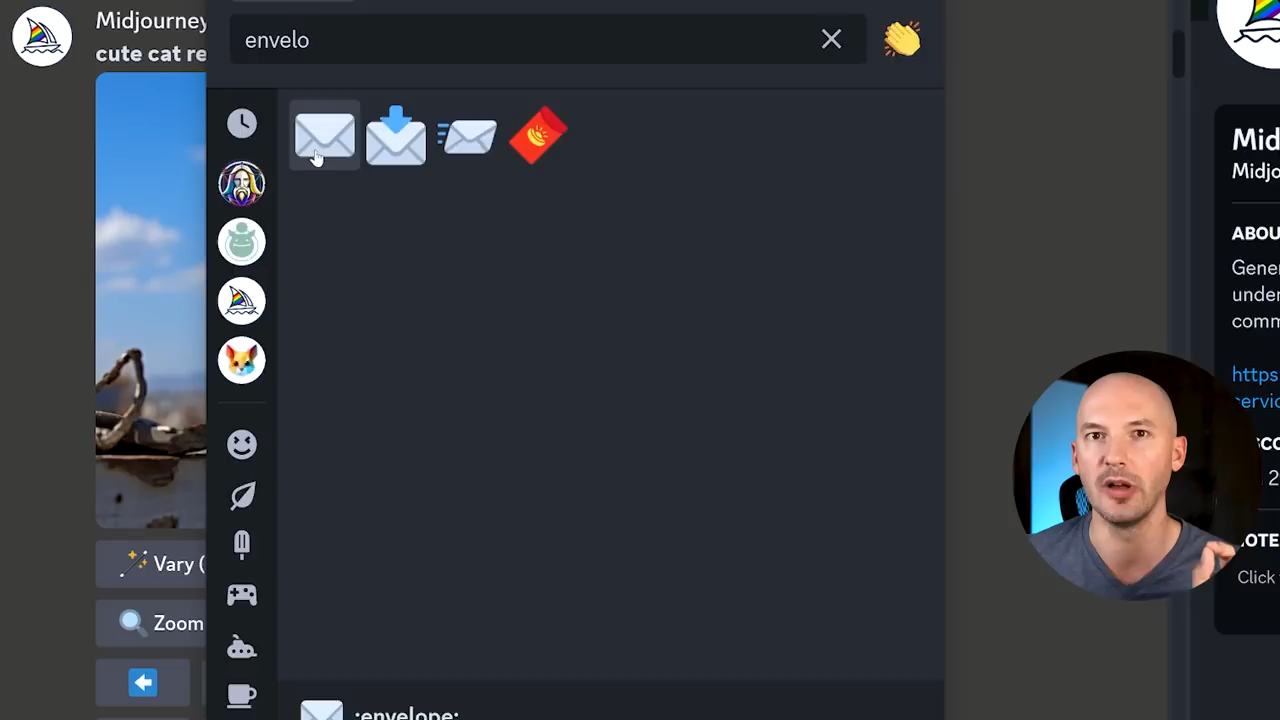 Midjourney
cute cat re
envelo
Vary (
Zoom
:envelope:
Mid
Midjo
ABOU
Gener
under
comm
https
servic
2
OTE
Click